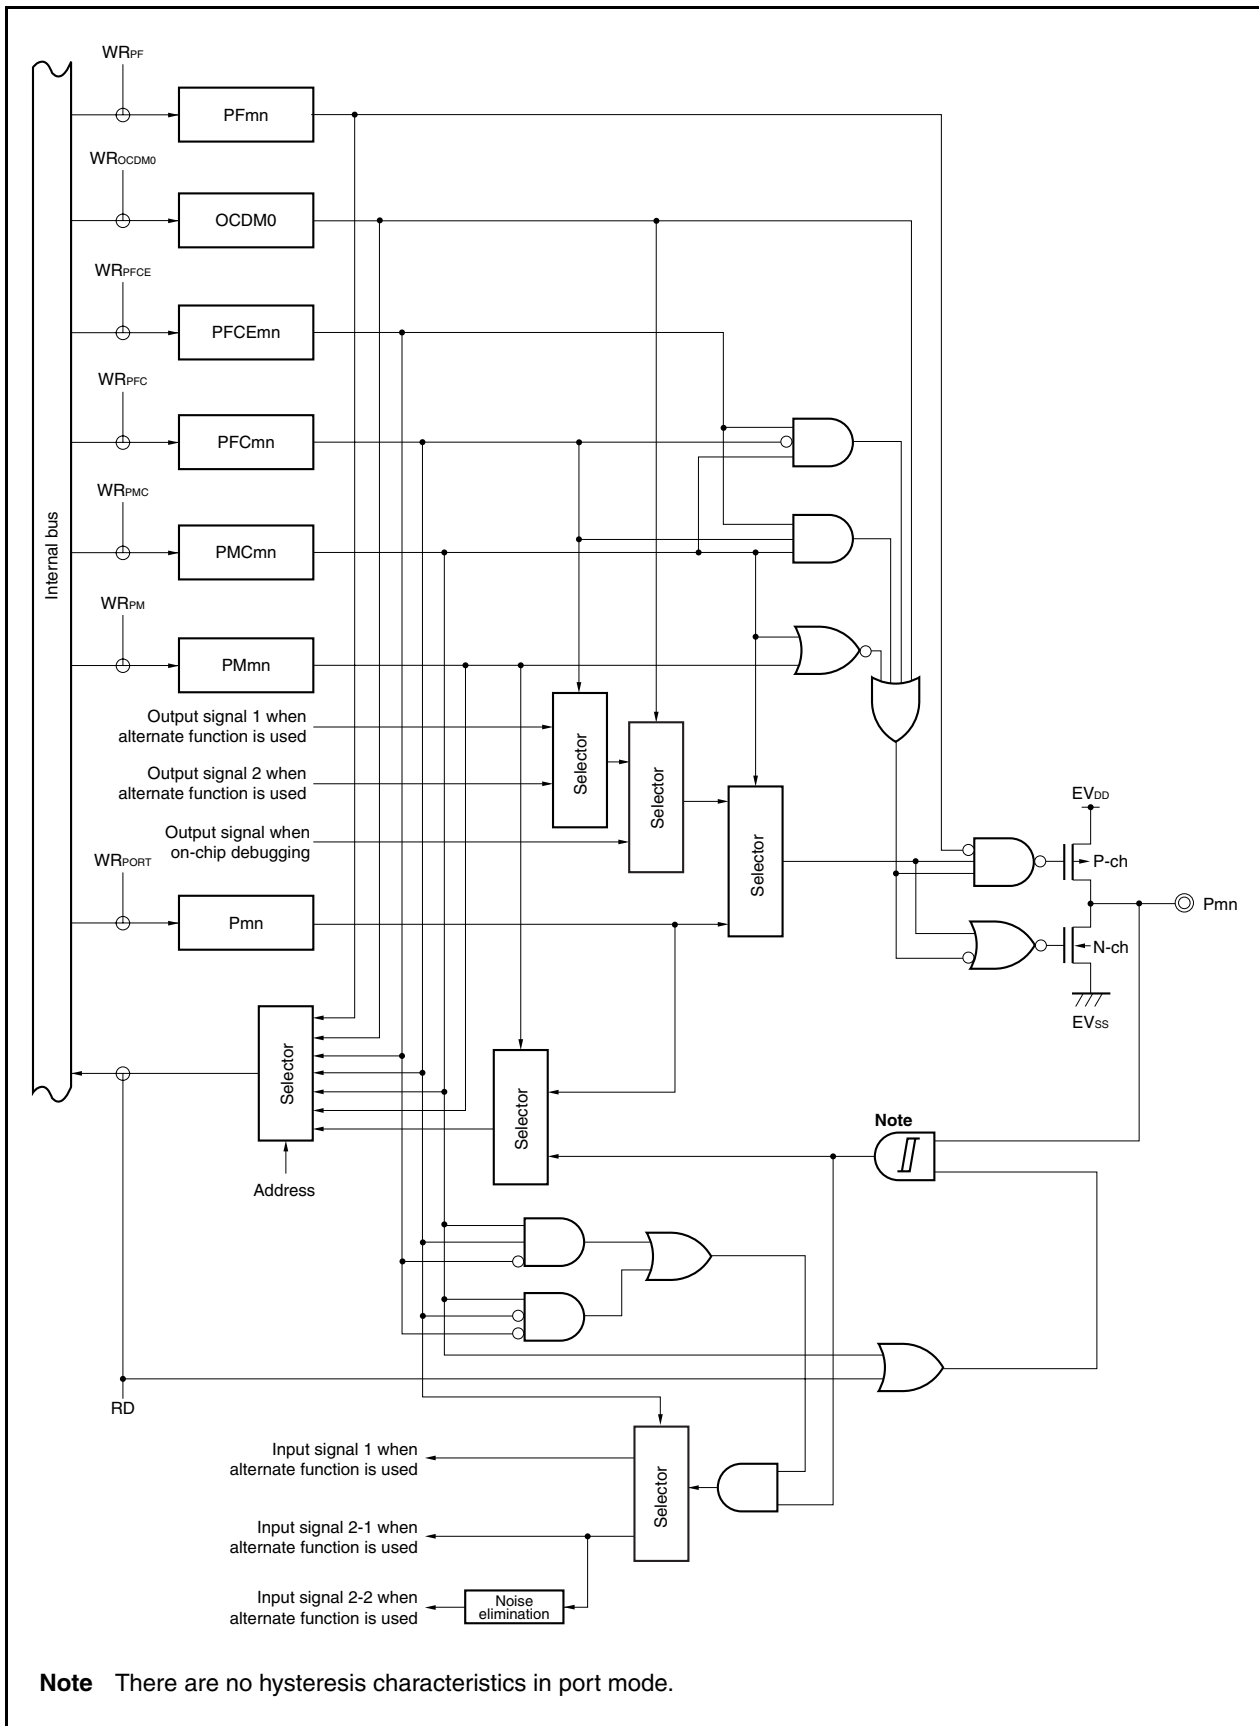 WRPF
PFmn
WROCDM0
OCDM0
WRPFCE
PFCEmn
WRPFC
PFCmn
WRPMC
Internal bus
PMCmn
WRPM
PMmn
Output signal 1 when
alternate function is used
Output signal 2 when
alternate function is used
Selector
Selector
Output signal when
on-chip debugging
Selector
EVDD
P-ch
WRPORT
Pmn
Pmn
N-ch
EVSS
Selector
Selector
Note
Address
RD
Input signal 1 when
alternate function is used
Selector
Input signal 2-1 when
alternate function is used
Input signal 2-2 when
alternate function is used
Noise
elimination
Note There are no hysteresis characteristics in port mode.